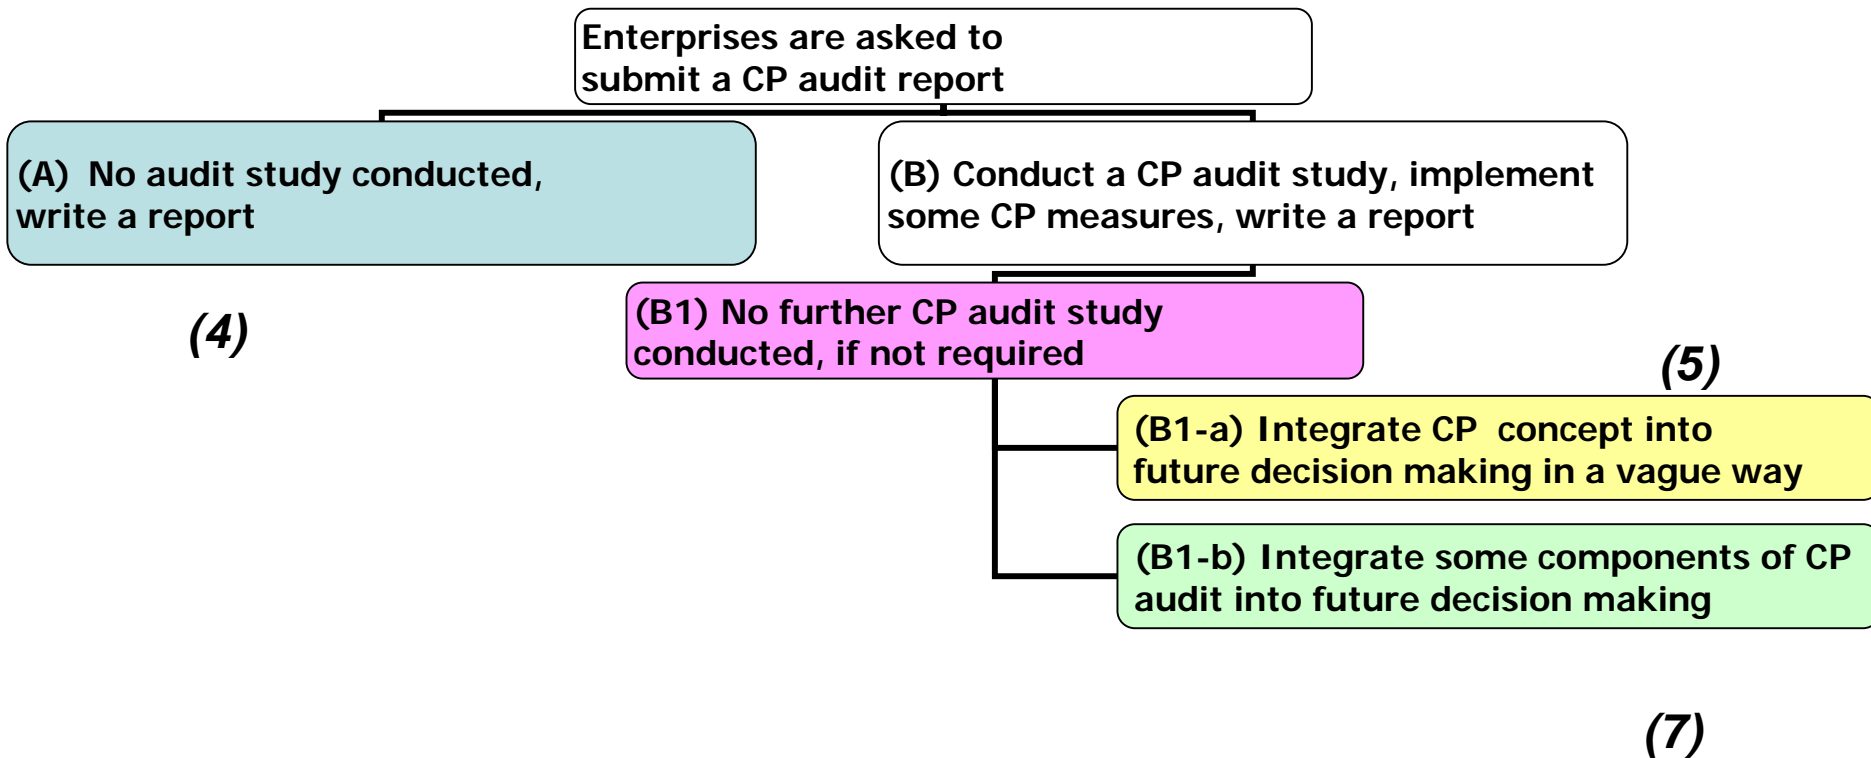 Enterprises are asked to
submit a CP audit report
(A) No audit study conducted,
write a report
(B) Conduct a CP audit study, implement
some CP measures, write a report
(4)
(B1) No further CP audit study
conducted, if not required
(5)
(B1-a) Integrate CP concept into
future decision making in a vague way
(B1-b) Integrate some components of CP
audit into future decision making
(7)